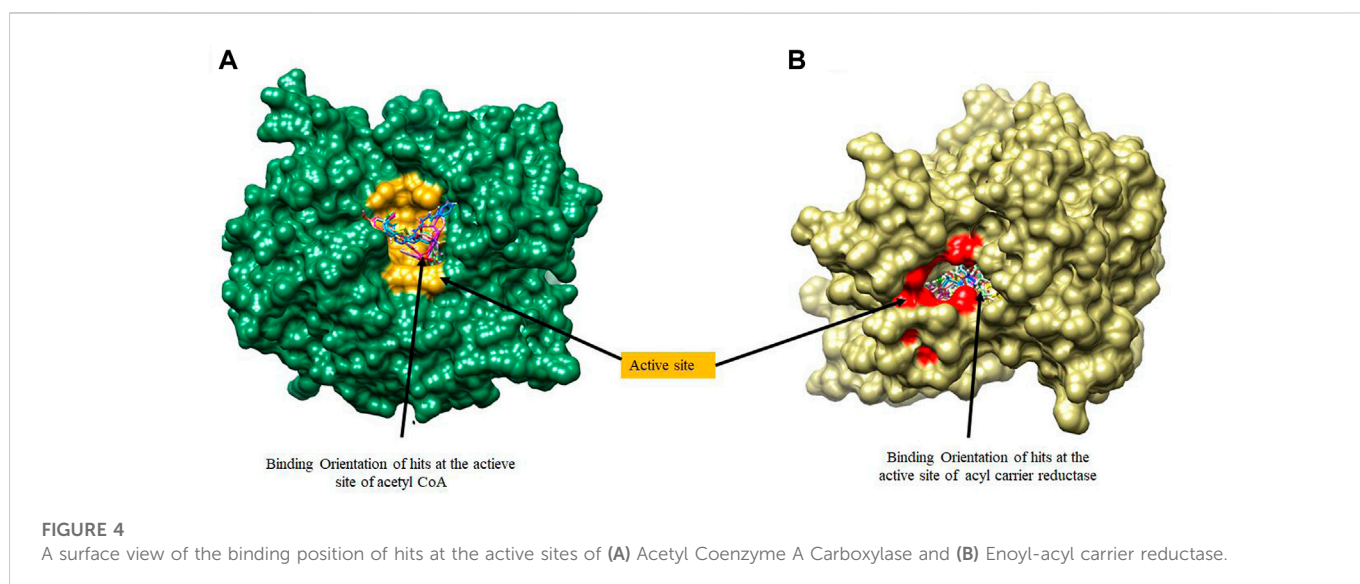 A
B
Active site
Binding Orientation of hits at the actieve
site of acetyl CoA
Binding Orientation of hits at the
active site of acyl carrier reductase
FIGURE 4
A surface view of the binding position of hits at the active sites of (A) Acetyl Coenzyme A Carboxylase and (B) Enoyl-acyl carrier reductase.